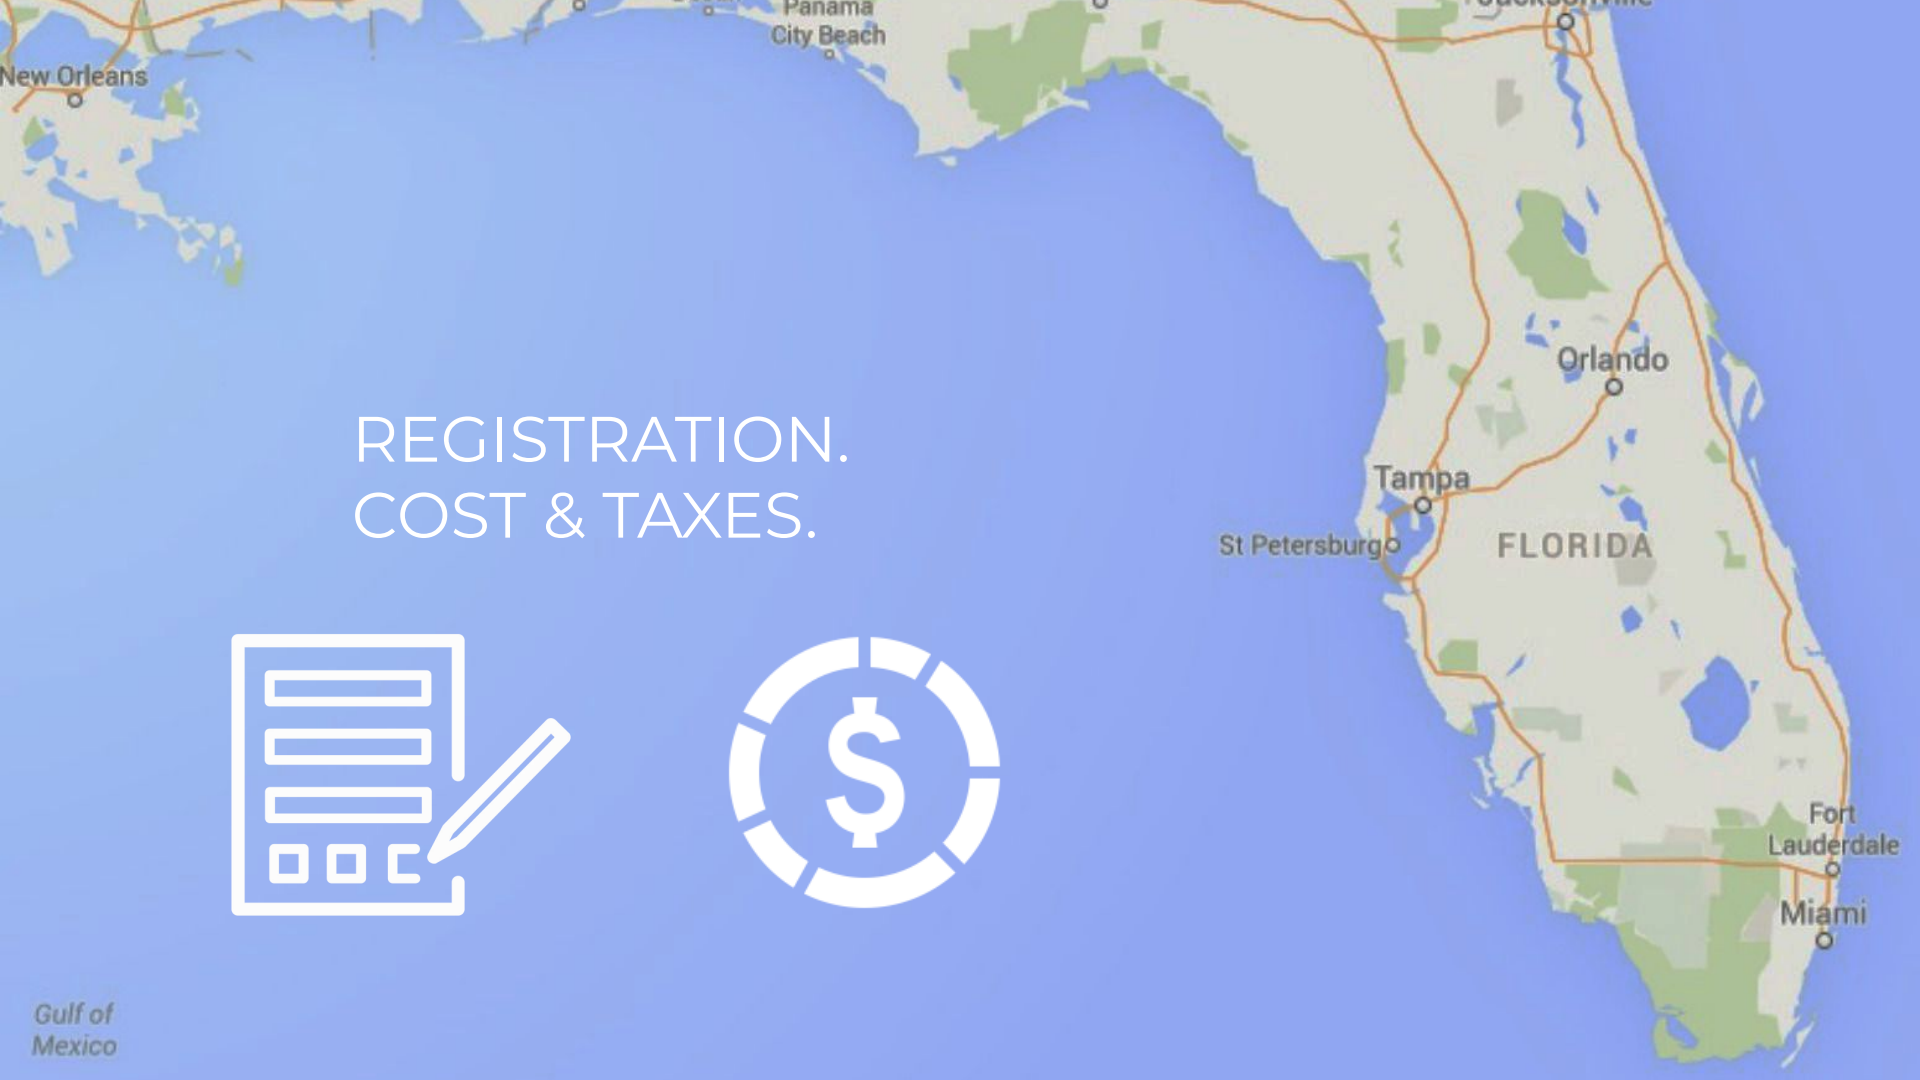 Panama
City Beach
New Orleans
Orlando
REGISTRATION.
COST & TAXES.
Tampa
St Petersburg
FLORIDA
Fort
Lauderdale
Miami
Gulf of
Mexico